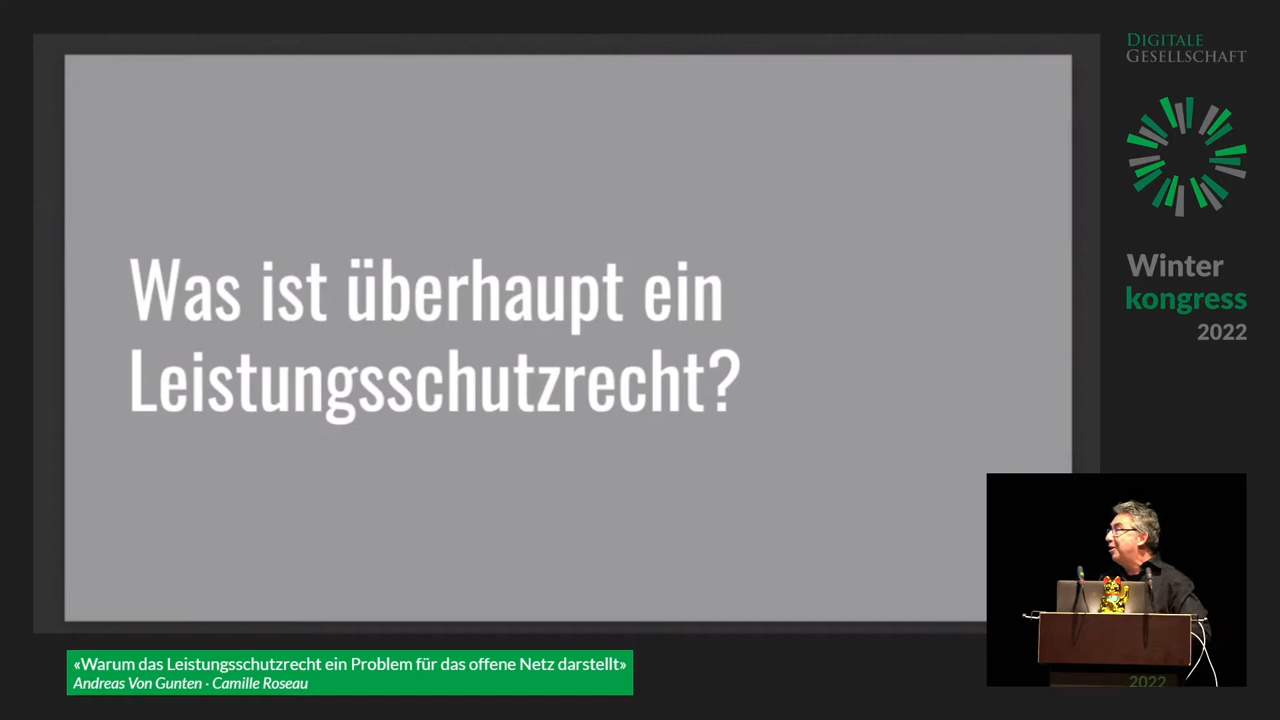 Was ist überhaupt ein
Leistungsschutzrecht?
DIGITALE
GESELLSCHAFT
Winter
kongress
2022
«Warum das Leistungsschutzrecht ein Problem für das offene Netz darstellt»
Andreas Von Gunten · Camille Roseau
2022